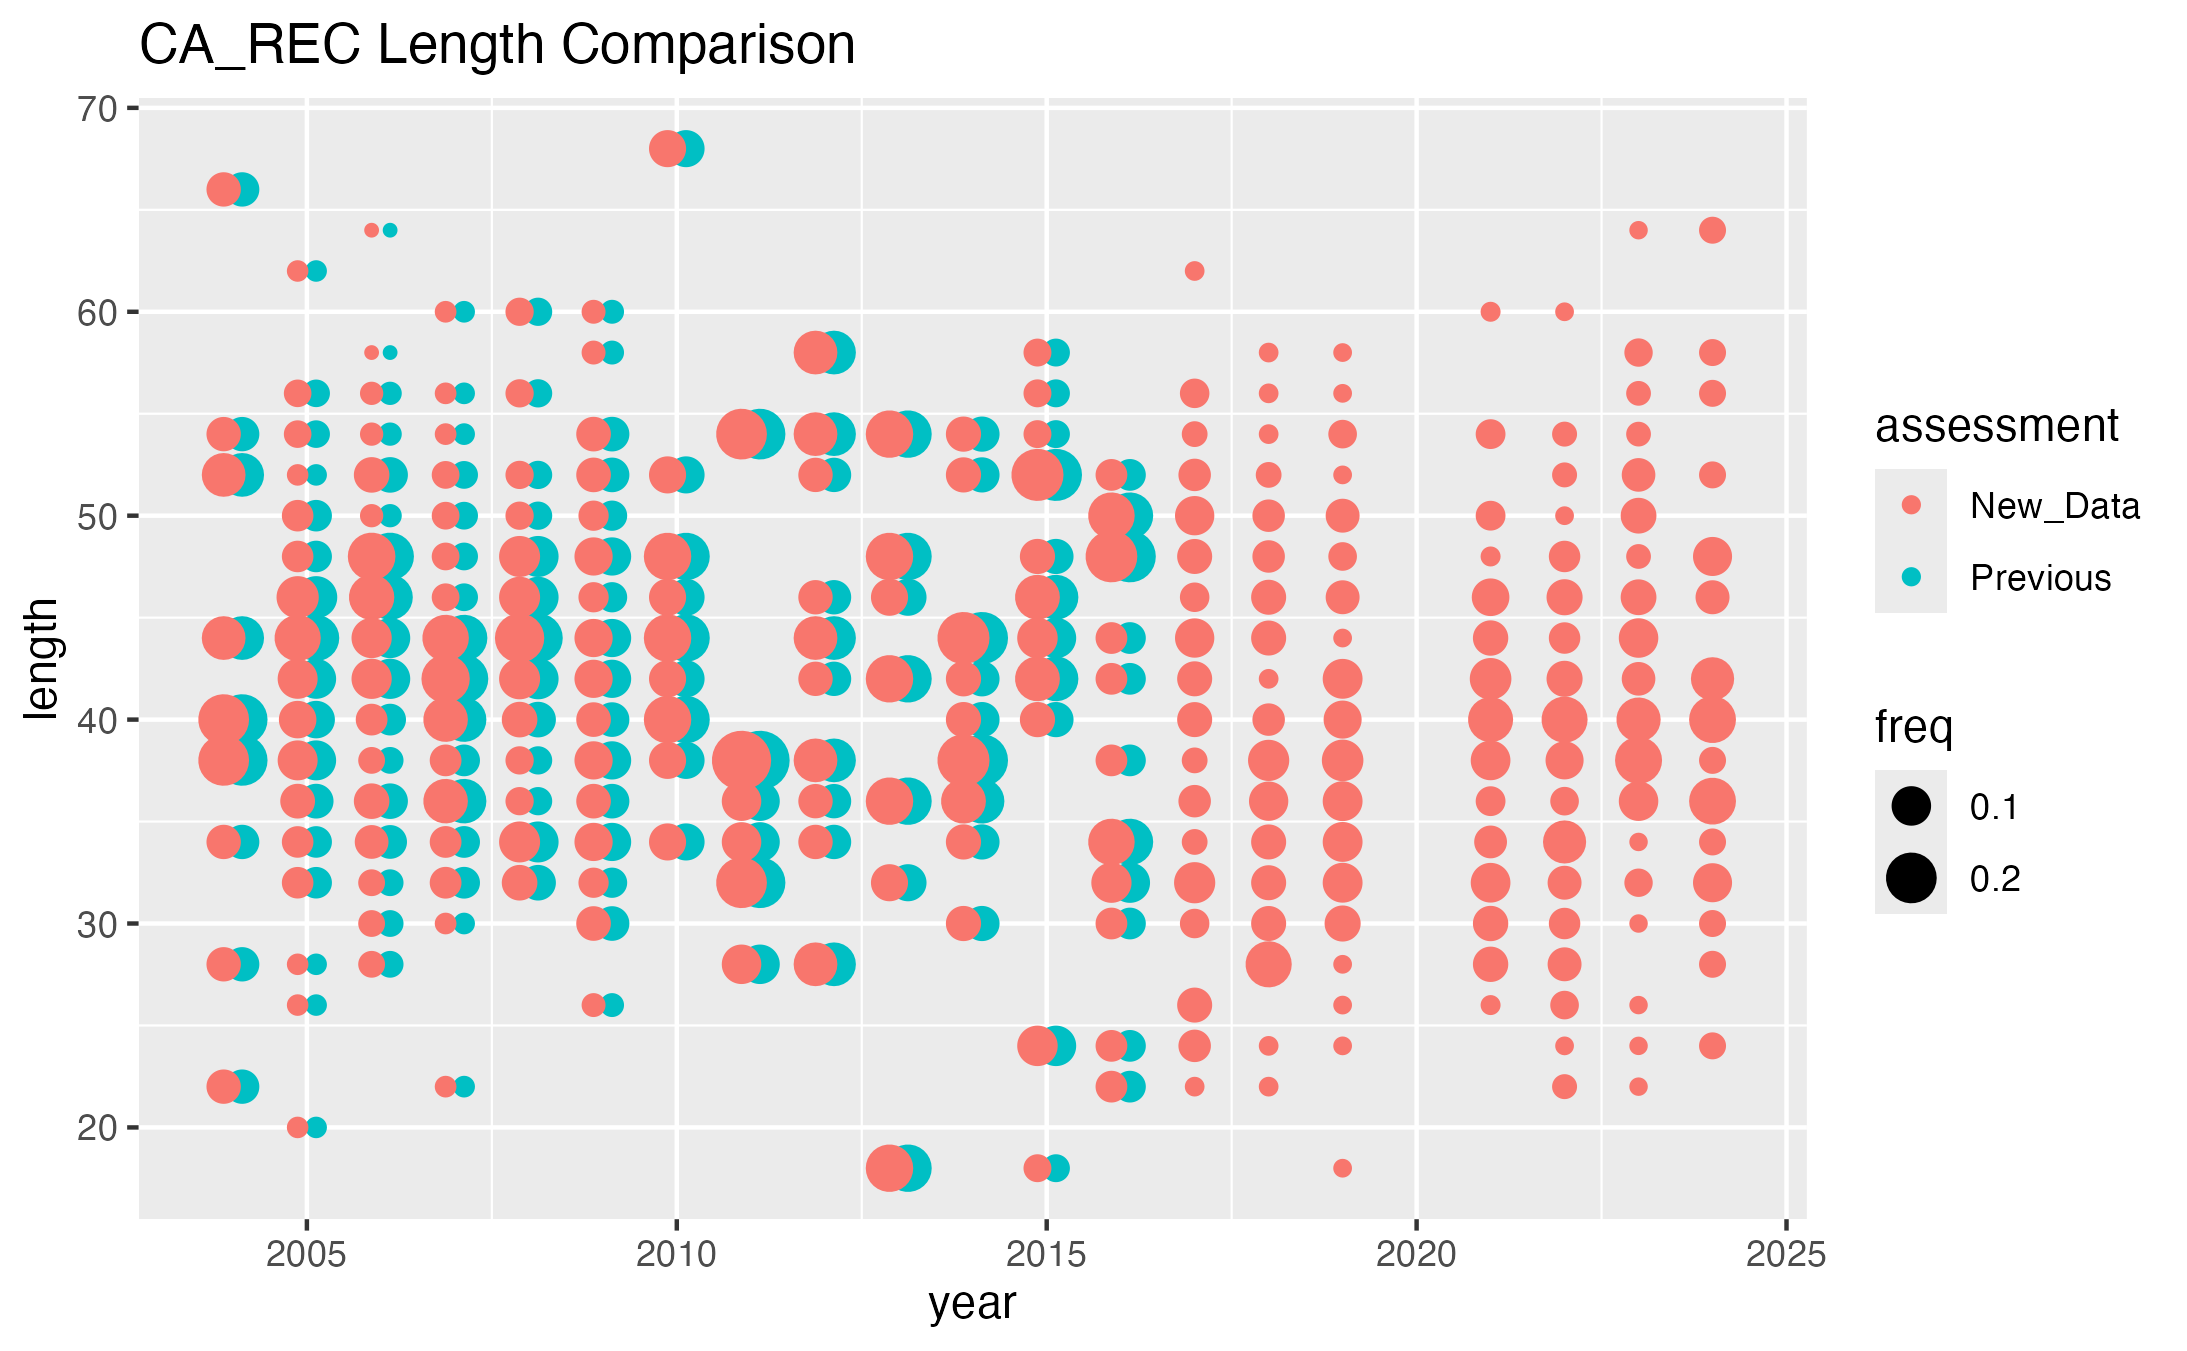 CA_REC Length Comparison
70
60
50
40
30
20
length
2005
2010
2015
2020
2025
year
assessment
New_Data
Previous
freq
0.1
0.2